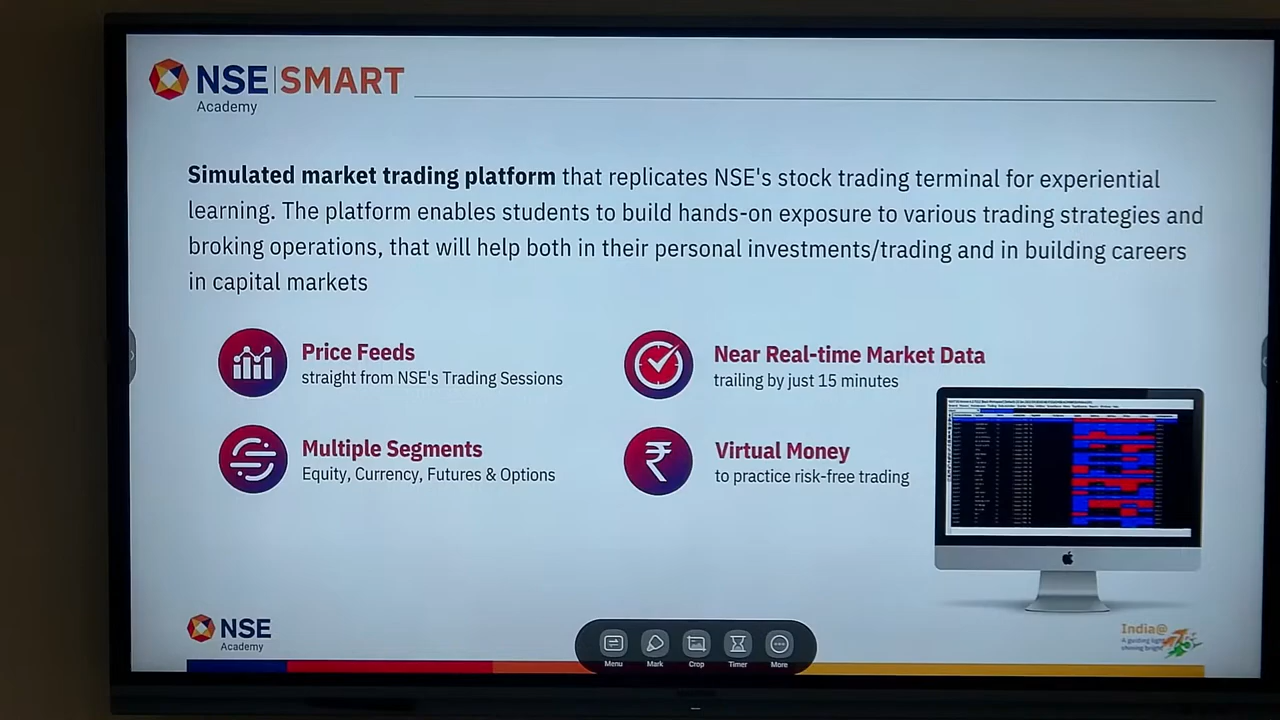 NSE SMART
Academy
Simulated market trading platform that replicates NSE's stock trading terminal for experiential
learning. The platform enables students to build hands-on exposure to various trading strategies and
broking operations, that will help both in their personal investments/trading and in building careers
in capital markets
Price Feeds
straight from NSE's Trading Sessions
Near Real-time Market Data
trailing by just 15 minutes
Multiple Segments
Equity, Currency, Futures & Options
Virtual Money
to practice risk-free trading
NSE
Academy
Menu Mark Crop Timer More
India@
A guiding light
shining bright